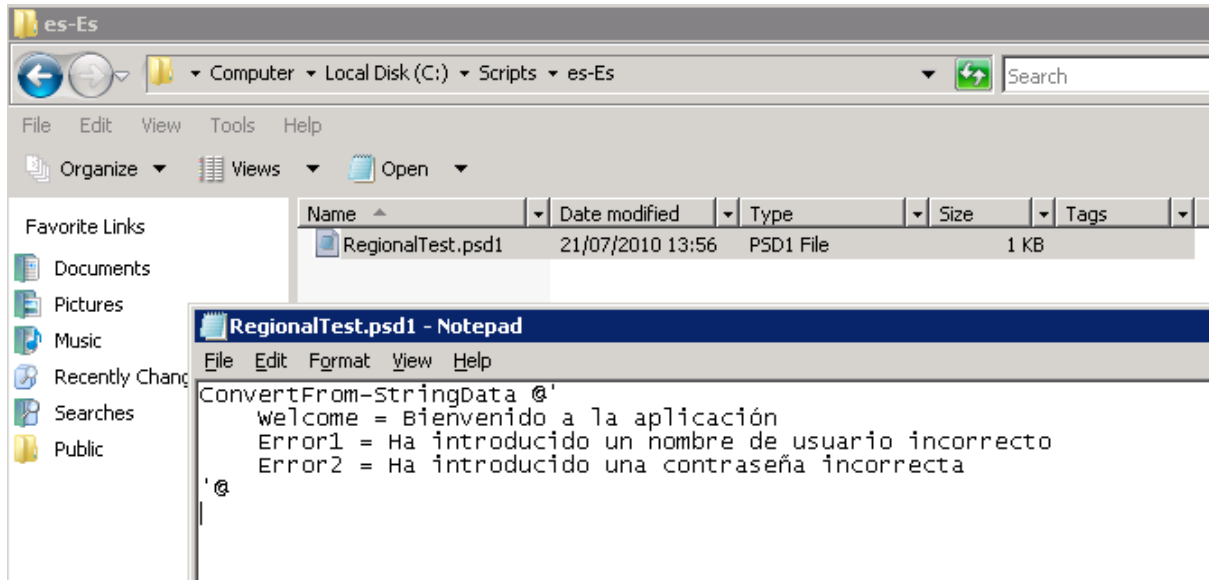 es-Es
Computer Local Disk (C:) Scripts es-Es
Search
File Edit View Tools Help
Organize Views Open
Favorite Links
Documents
Pictures
Music
Recently Chang
Searches
Public
Name Date modified Type Size Tags
RegionalTest.psd1 21/07/2010 13:56 PSD1 File 1 KB
RegionalTest.psd1 - Notepad
File Edit Format View Help
ConvertFrom-StringData @'
Welcome = Bienvenido a la aplicación
Error1 = Ha introducido un nombre de usuario incorrecto
Error2 = Ha introducido una contraseña incorrecta
'@